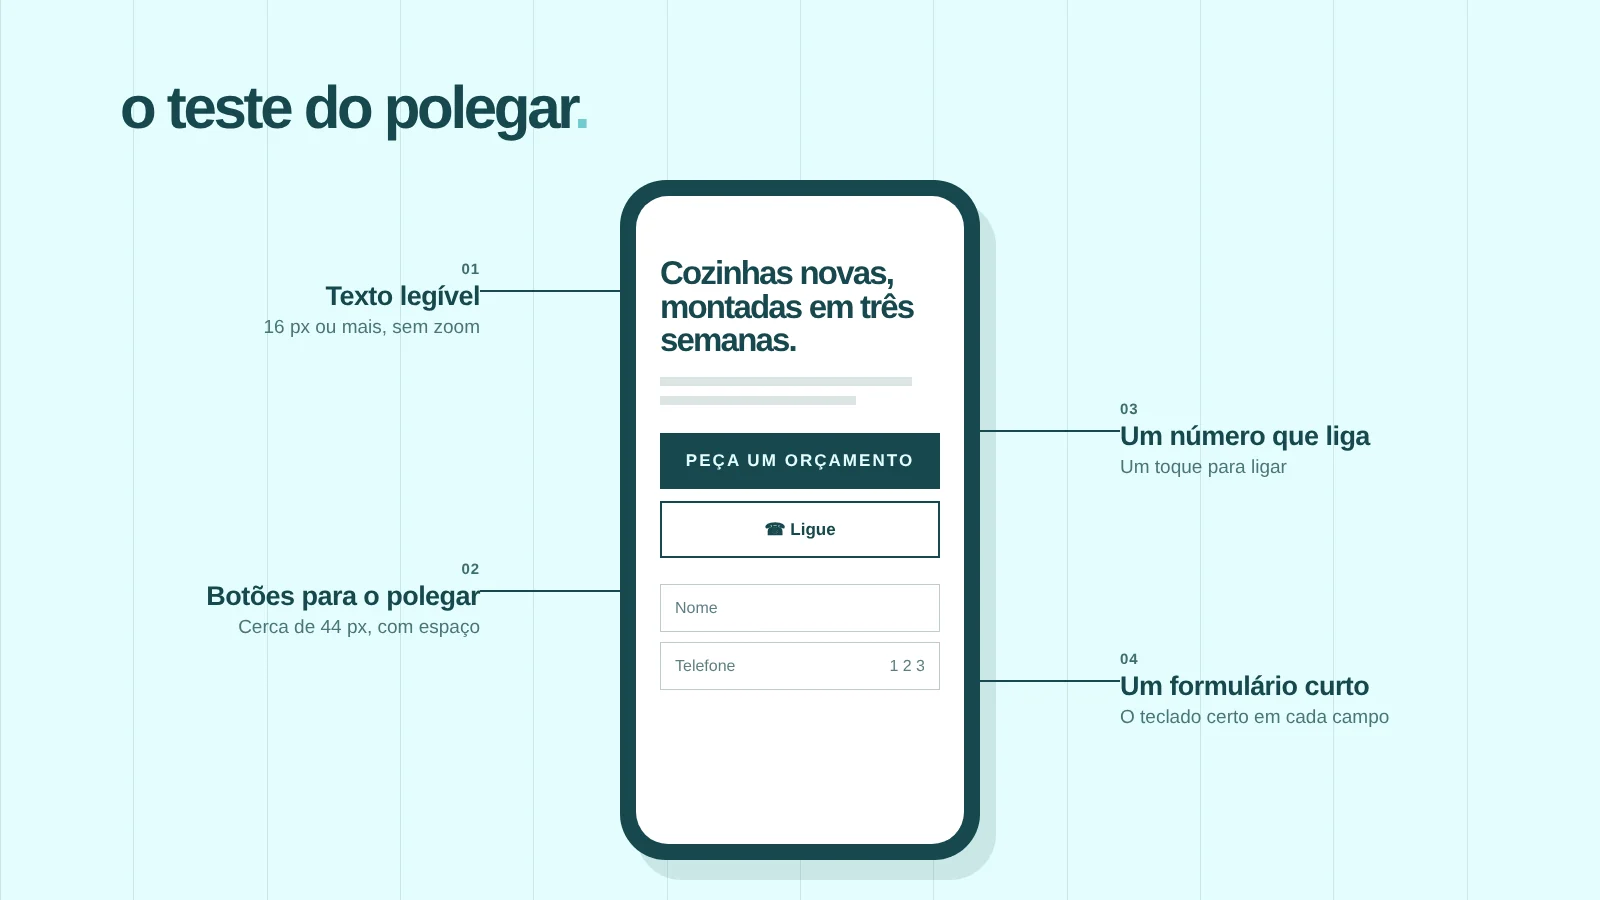 o teste do polegar.
01
Texto legível
16 px ou mais, sem zoom
02
Botões para o polegar
Cerca de 44 px, com espaço
Cozinhas novas,
montadas em três
semanas.
PEÇA UM ORÇAMENTO
☎ Ligue
Nome
Telefone 1 2 3
03
Um número que liga
Um toque para ligar
04
Um formulário curto
O teclado certo em cada campo